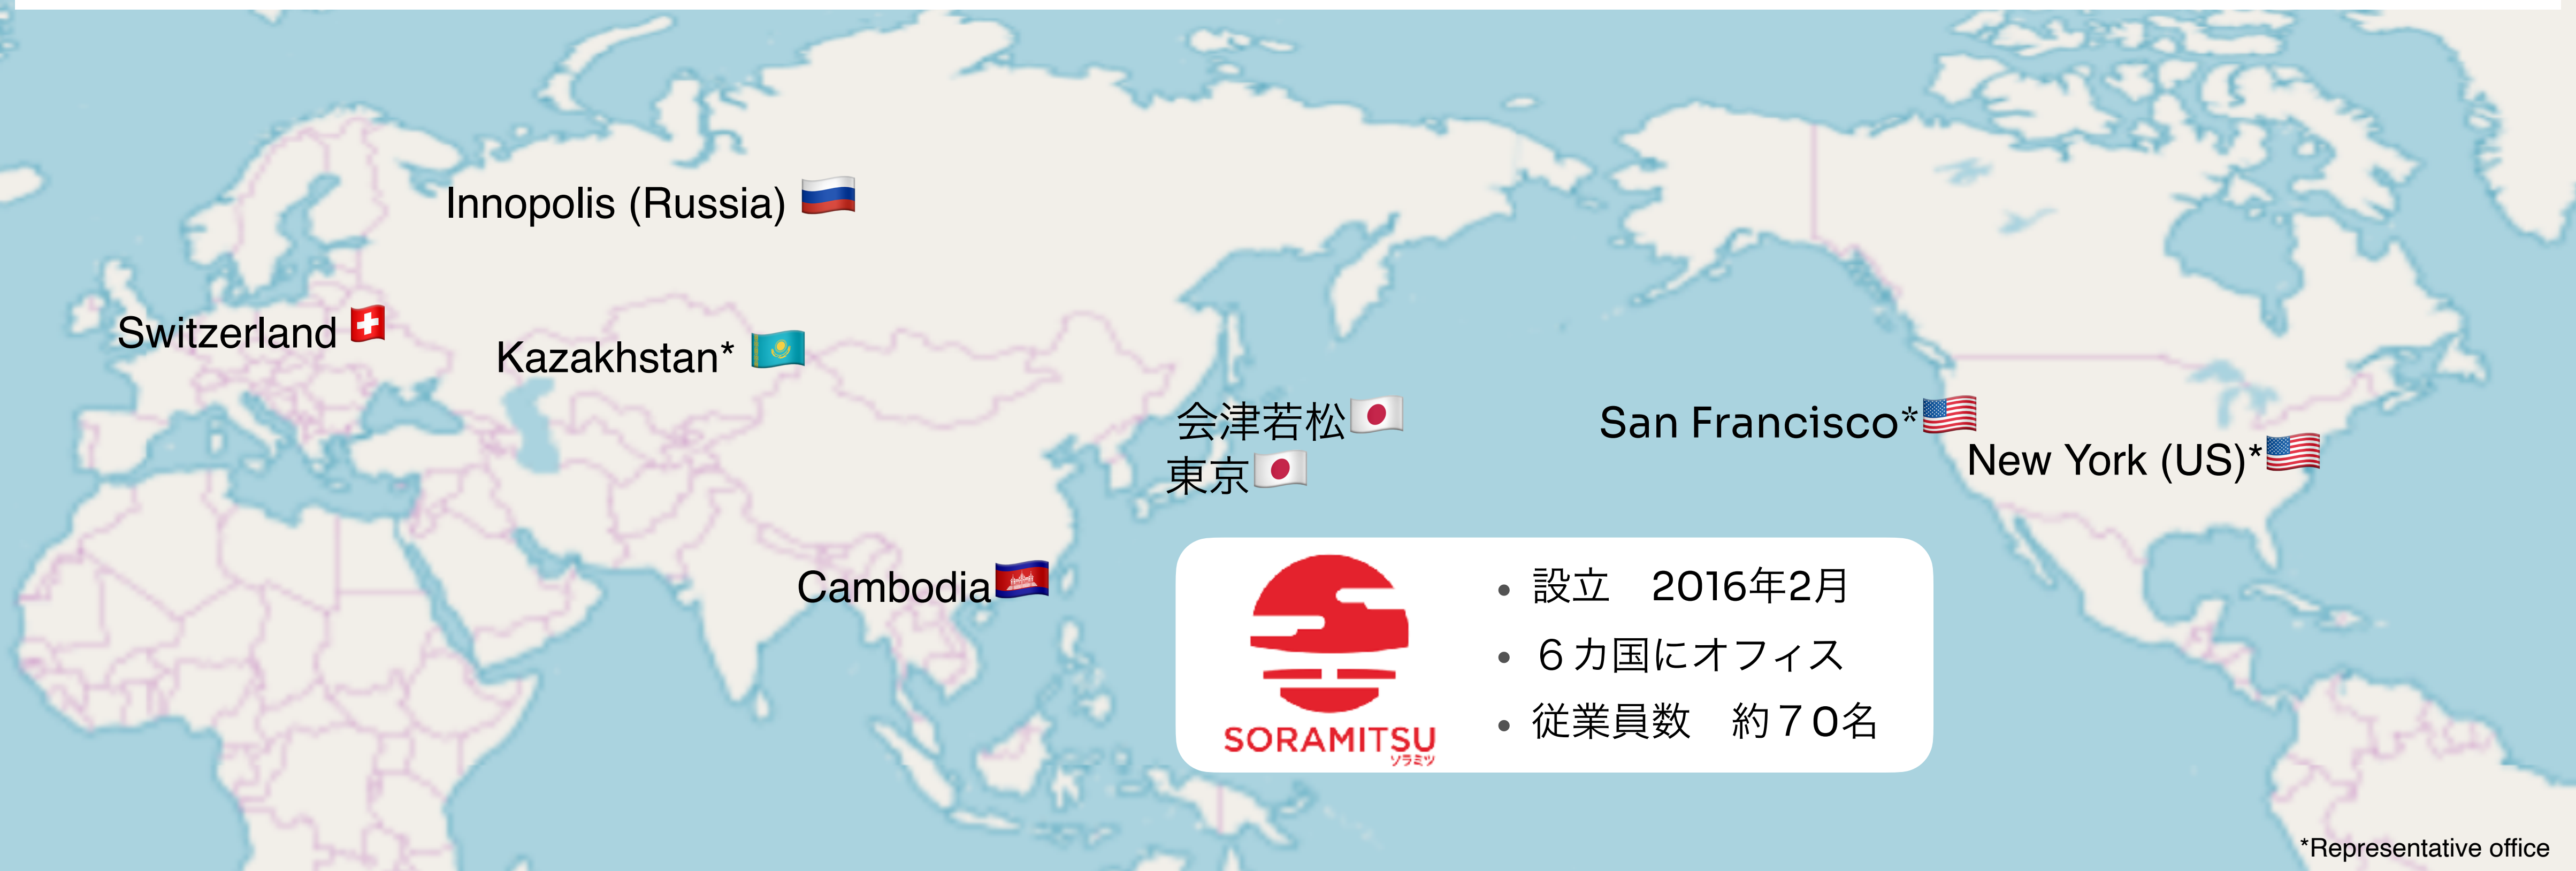 Innopolis (Russia)
Switzerland
Kazakhstan*
会津若松
東京
San Francisco*
New York (US)*
Cambodia
SORAMITSU
ソラミツ
• 設立　2016年2月
• ６カ国にオフィス
• 従業員数　約７0名
*Representative office